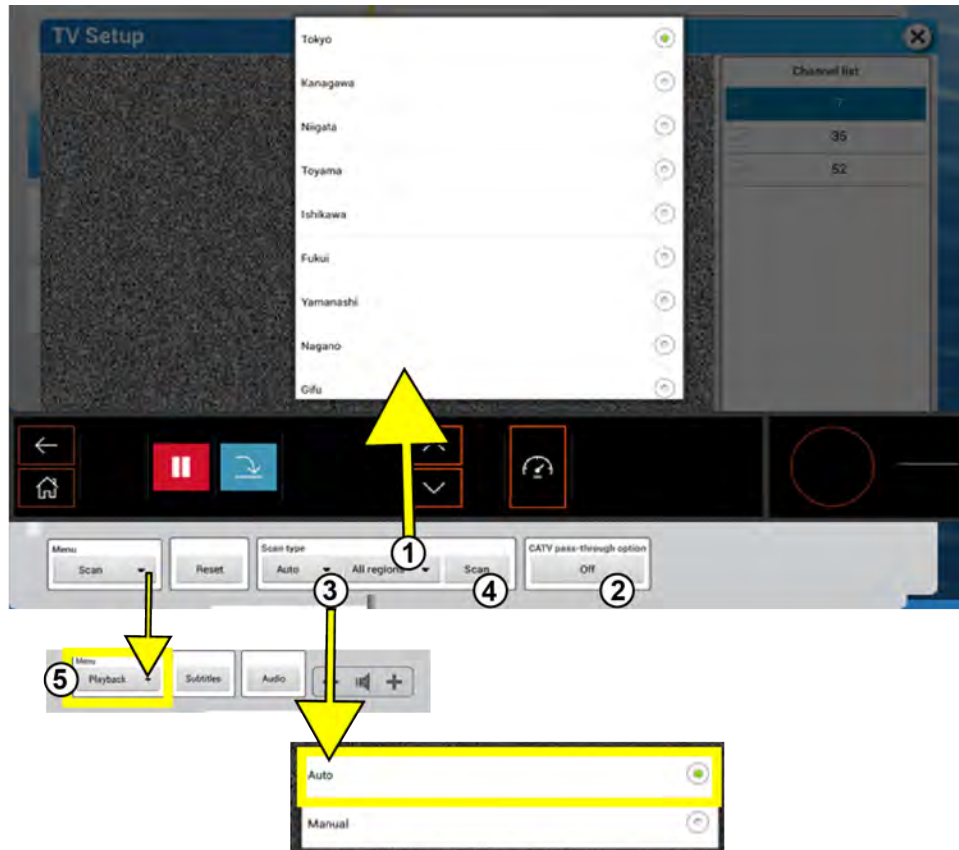 TV Setup
Tokyo
Kanagawa
Niigata
Toyama
Ishikawa
Fukui
Yamanashi
Nagano
Gifu
Channel list
7
35
52
Menu
Scan
Reset
Scan type
Auto
All regions
Scan
CATV pass-through option
Off
1
2
3
4
5
Menu
Playback
Subtitles
Audio
Auto
Manual